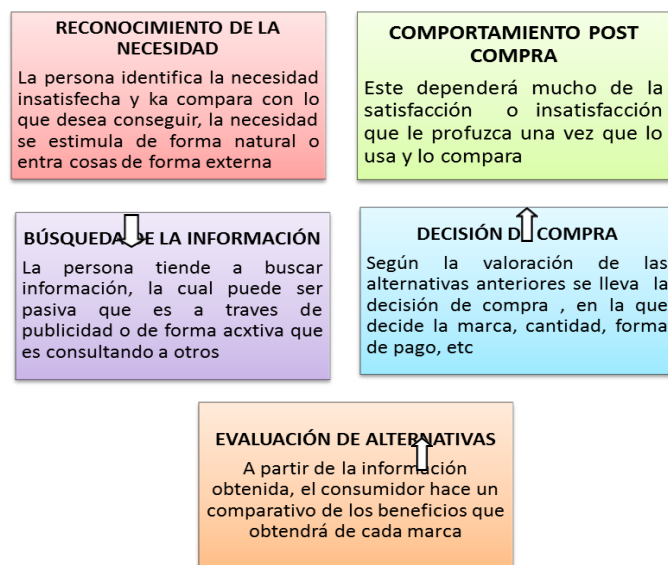 RECONOCIMIENTO DE LA
NECESIDAD
La persona identifica la necesidad
insatisfecha y ka compara con lo
que desea conseguir, la necesidad
se estimula de forma natural o
entra cosas de forma externa
BÚSQUEDA DE LA INFORMACIÓN
La persona tiende a buscar
información, la cual puede ser
pasiva que es a traves de
publicidad o de forma acxtiva que
es consultando a otros
EVALUACIÓN DE ALTERNATIVAS
A partir de la información
obtenida, el consumidor hace un
comparativo de los beneficios que
obtendrá de cada marca
DECISIÓN DE COMPRA
Según la valoración de las
alternativas anteriores se lleva la
decisión de compra , en la que
decide la marca, cantidad, forma
de pago, etc
COMPORTAMIENTO POST
COMPRA
Este dependerá mucho de la
satisfacción o insatisfacción
que le profuzca una vez que lo
usa y lo compara